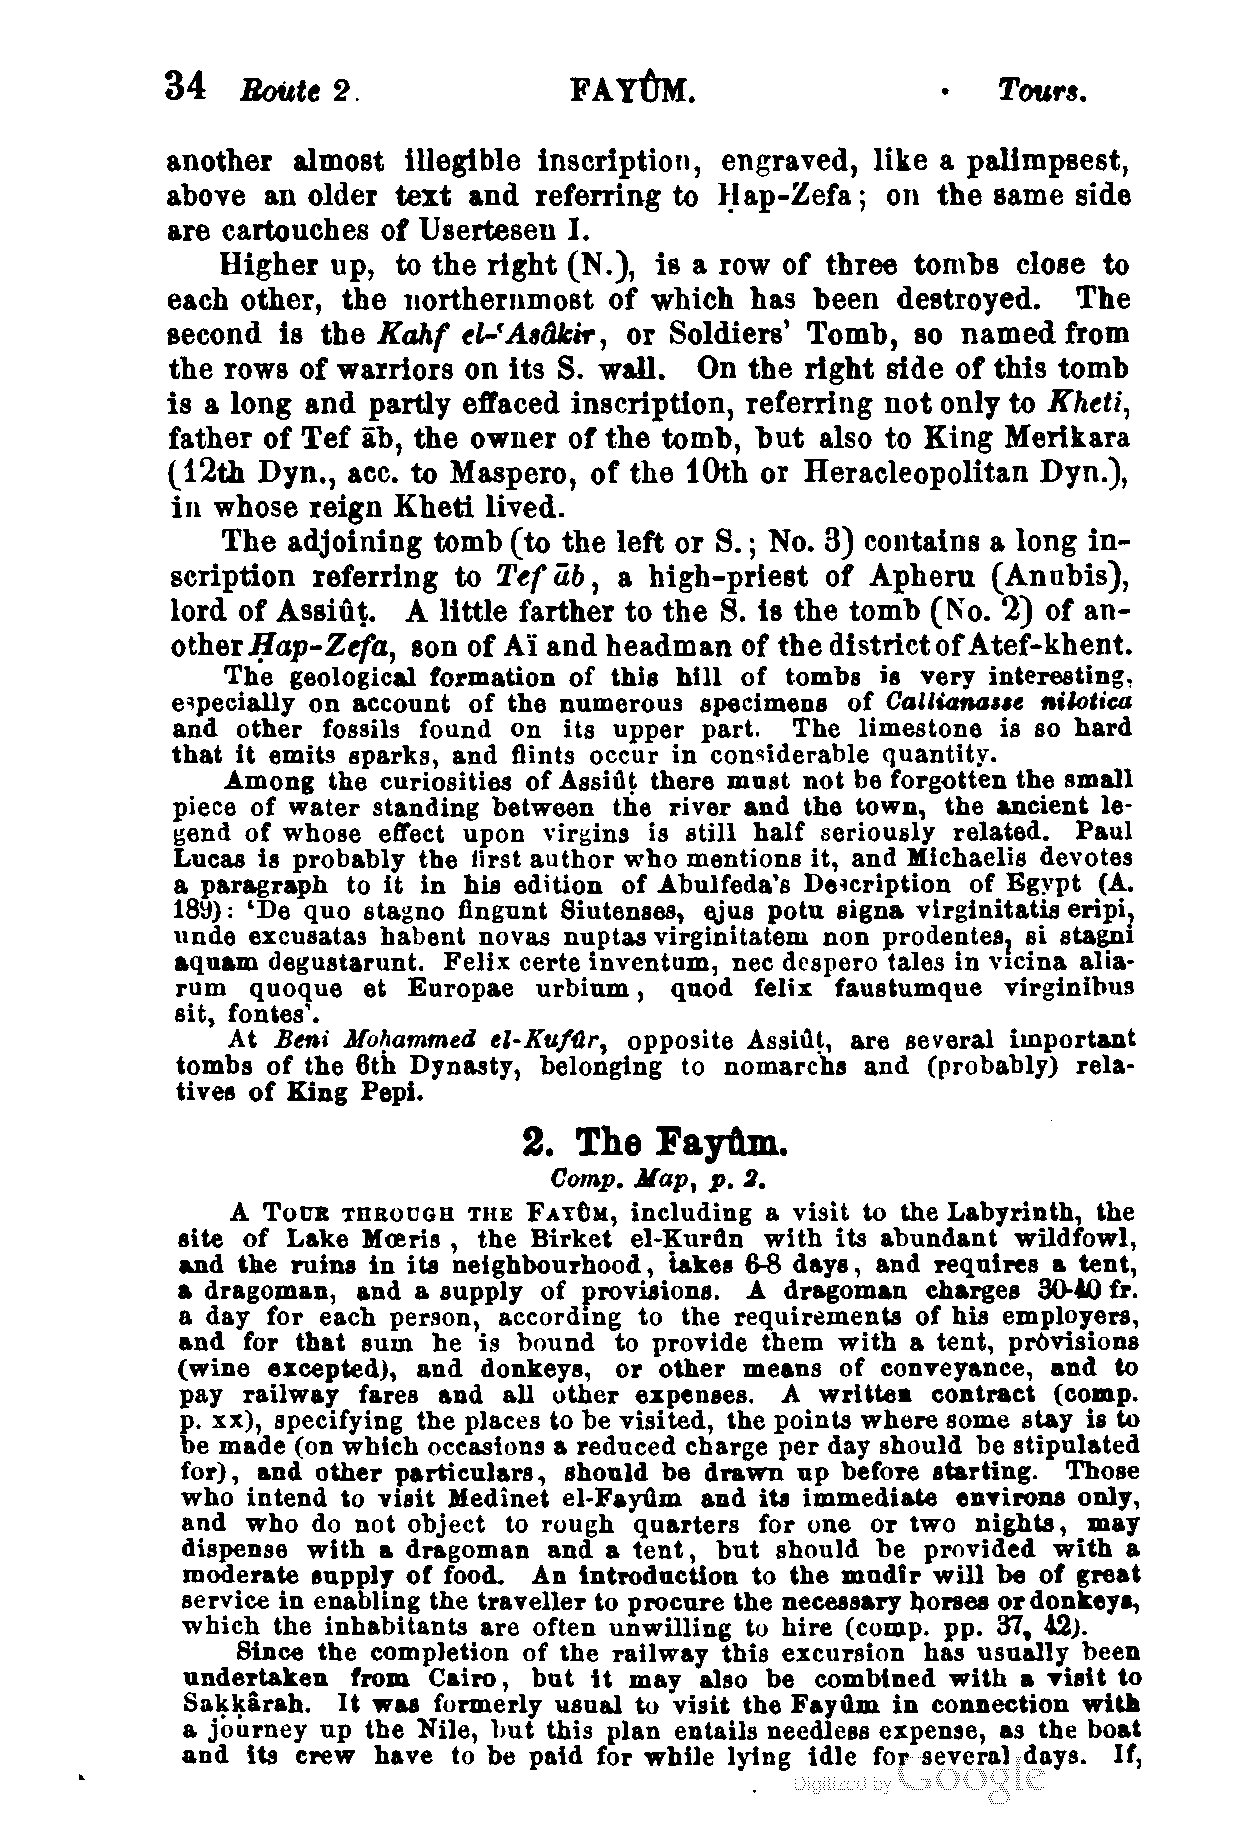 34 Route 2. FAYÛM. Tours.
another almost illegible inscription, engraved, like a palimpsest,
above an older text and referring to Ḥap-Zefa; on the same side
are cartouches of Usertesen I.
Higher up, to the right (N.), is a row of three tombs close to
each other, the northernmost of which has been destroyed. The
second is the Kahf el-ʿAsâkir, or Soldiers' Tomb, so named from
the rows of warriors on its S. wall. On the right side of this tomb
is a long and partly effaced inscription, referring not only to Kheti,
father of Tef āb, the owner of the tomb, but also to King Merikara
(12th Dyn., acc. to Maspero, of the 10th or Heracleopolitan Dyn.),
in whose reign Kheti lived.
The adjoining tomb (to the left or S.; No. 3) contains a long in-
scription referring to Tef āb, a high-priest of Apheru (Anubis),
lord of Assiûṭ. A little farther to the S. is the tomb (No. 2) of an-
other Ḥap-Zefa, son of Aï and headman of the district of Atef-khent.
The geological formation of this hill of tombs is very interesting,
especially on account of the numerous specimens of Callianasse nilotica
and other fossils found on its upper part. The limestone is so hard
that it emits sparks, and flints occur in considerable quantity.
Among the curiosities of Assiûṭ there must not be forgotten the small
piece of water standing between the river and the town, the ancient le-
gend of whose effect upon virgins is still half seriously related. Paul
Lucas is probably the first author who mentions it, and Michaelis devotes
a paragraph to it in his edition of Abulfeda's Description of Egypt (A.
189): 'De quo stagno fingunt Siutenses, ejus potu signa virginitatis eripi,
unde excusatas habent novas nuptas virginitatem non prodentes, si stagni
aquam degustarunt. Felix certe inventum, nec despero tales in vicina alia-
rum quoque et Europae urbium, quod felix faustumque virginibus
sit, fontes'.
At Beni Moḥammed el-Kufûr, opposite Assiûṭ, are several important
tombs of the 6th Dynasty, belonging to nomarchs and (probably) rela-
tives of King Pepi.
2. The Fayûm.
Comp. Map, p. 2.
A TOUR THROUGH THE FAYÛM, including a visit to the Labyrinth, the
site of Lake Mœris, the Birket el-Ḳurûn with its abundant wildfowl,
and the ruins in its neighbourhood, takes 6-8 days, and requires a tent,
a dragoman, and a supply of provisions. A dragoman charges 30-40 fr.
a day for each person, according to the requirements of his employers,
and for that sum he is bound to provide them with a tent, provisions
(wine excepted), and donkeys, or other means of conveyance, and to
pay railway fares and all other expenses. A written contract (comp.
p. xx), specifying the places to be visited, the points where some stay is to
be made (on which occasions a reduced charge per day should be stipulated
for), and other particulars, should be drawn up before starting. Those
who intend to visit Medînet el-Fayûm and its immediate environs only,
and who do not object to rough quarters for one or two nights, may
dispense with a dragoman and a tent, but should be provided with a
moderate supply of food. An introduction to the mudîr will be of great
service in enabling the traveller to procure the necessary horses or donkeys,
which the inhabitants are often unwilling to hire (comp. pp. 37, 42).
Since the completion of the railway this excursion has usually been
undertaken from Cairo, but it may also be combined with a visit to
Saḳḳârah. It was formerly usual to visit the Fayûm in connection with
a journey up the Nile, but this plan entails needless expense, as the boat
and its crew have to be paid for while lying idle for several days. If,
Digitized by Google